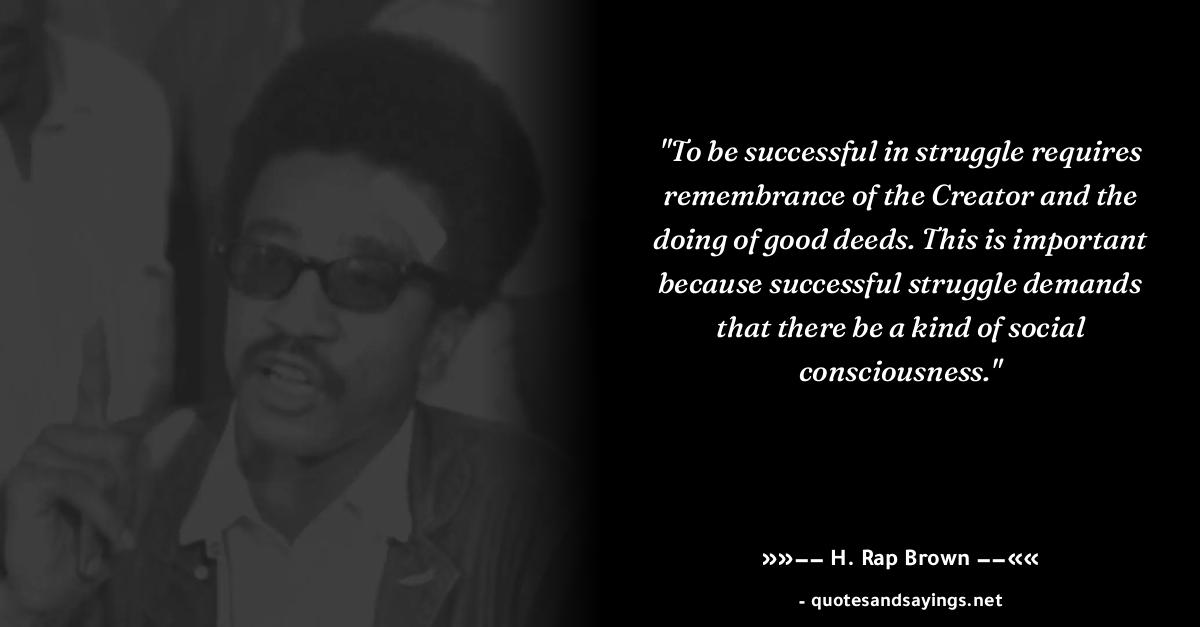 "To be successful in struggle requires
remembrance of the Creator and the
doing of good deeds. This is important
because successful struggle demands
that there be a kind of social
consciousness."
»»−− H. Rap Brown −−««
- quotesandsayings.net